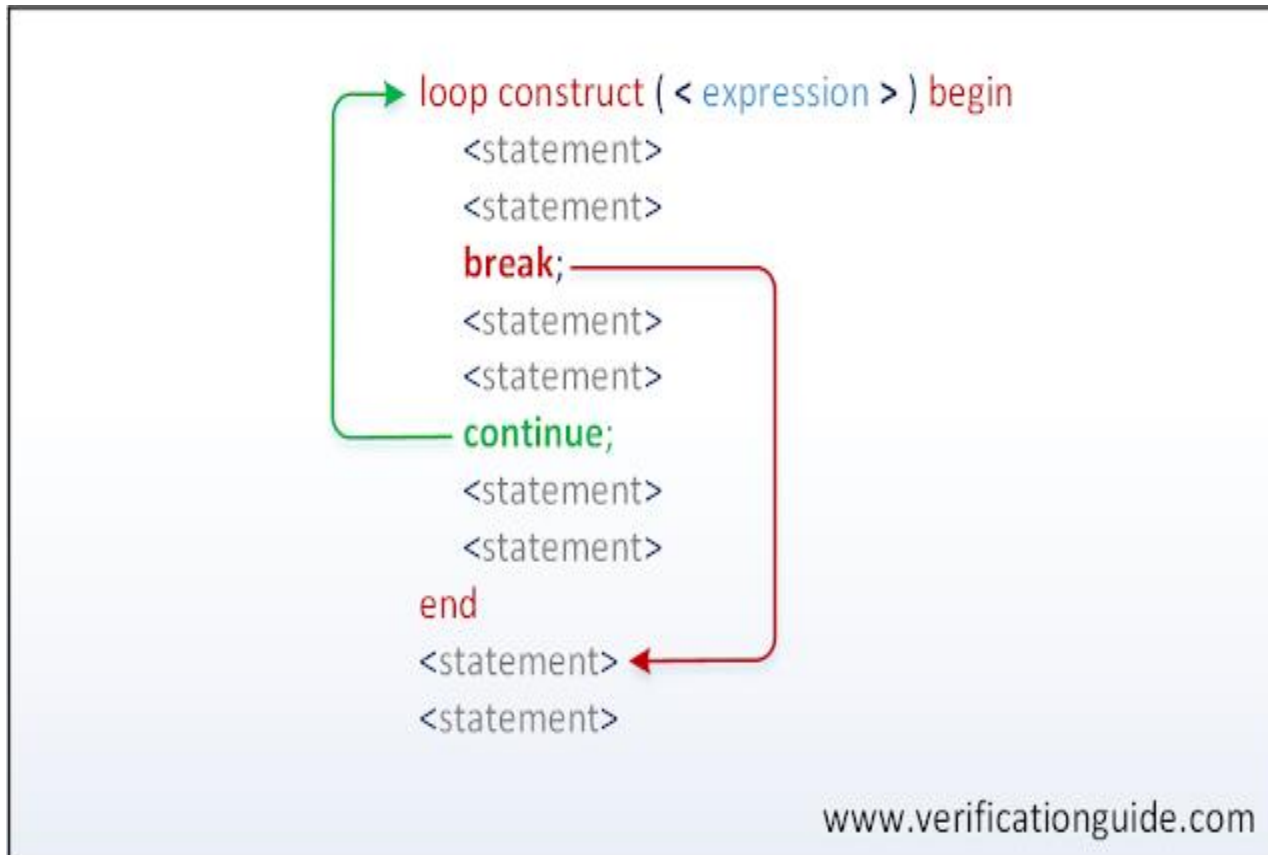 loop construct ( < expression > ) begin
<statement>
<statement>
break;
<statement>
<statement>
continue;
<statement>
<statement>
end
<statement>
<statement>
www.verificationguide.com